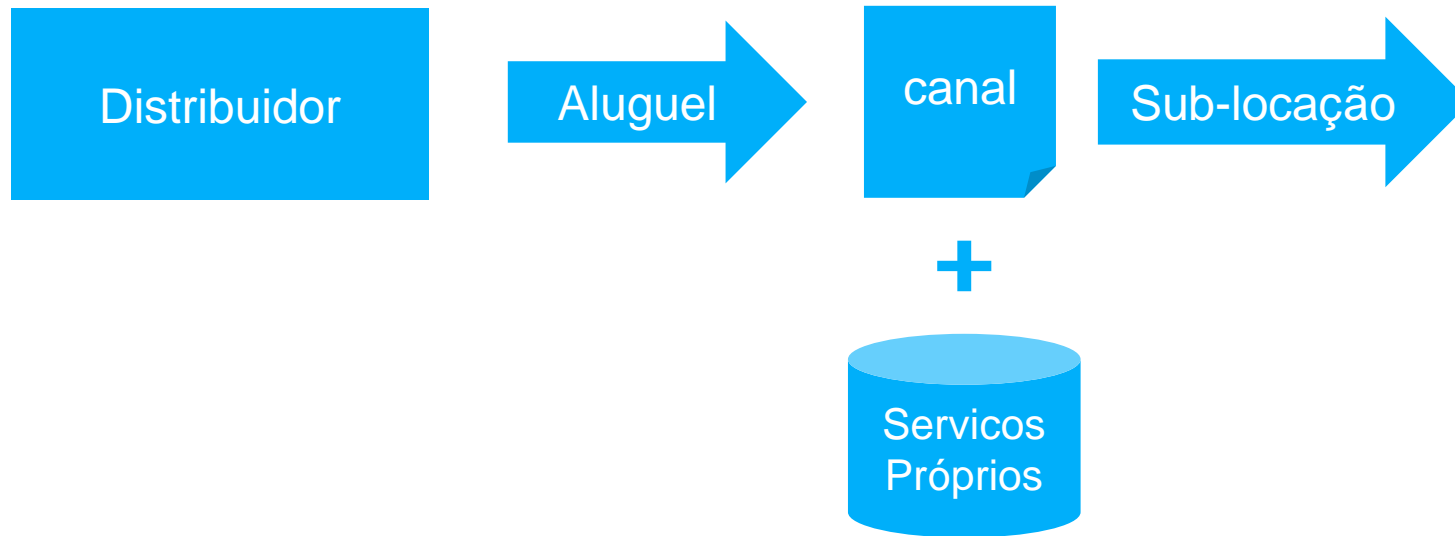 Distribuidor
Aluguel
canal
Sub-locação
+
Servicos
Próprios